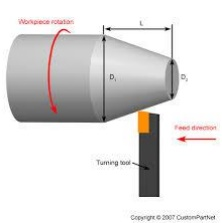 Workpiece rotation
L
D₁
D₂
Feed direction
Turning tool
Copyright © 2007 CustomPartNet